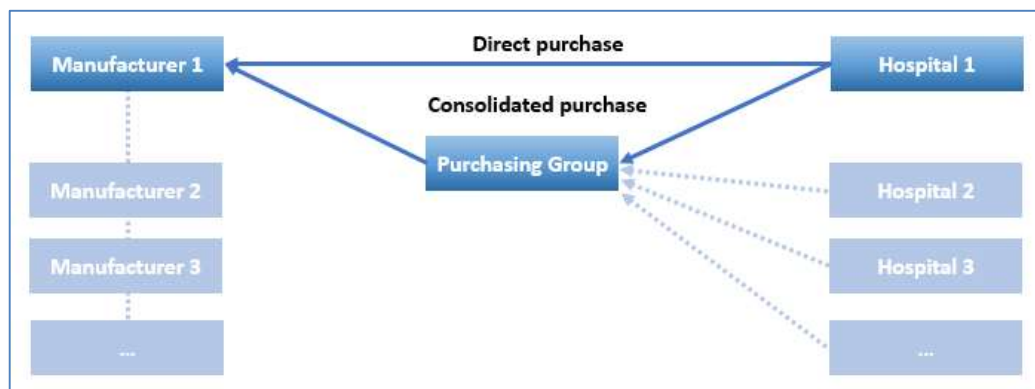 Direct purchase
Manufacturer 1
Hospital 1
Consolidated purchase
Purchasing Group
Manufacturer 2
Hospital 2
Manufacturer 3
Hospital 3
...
...